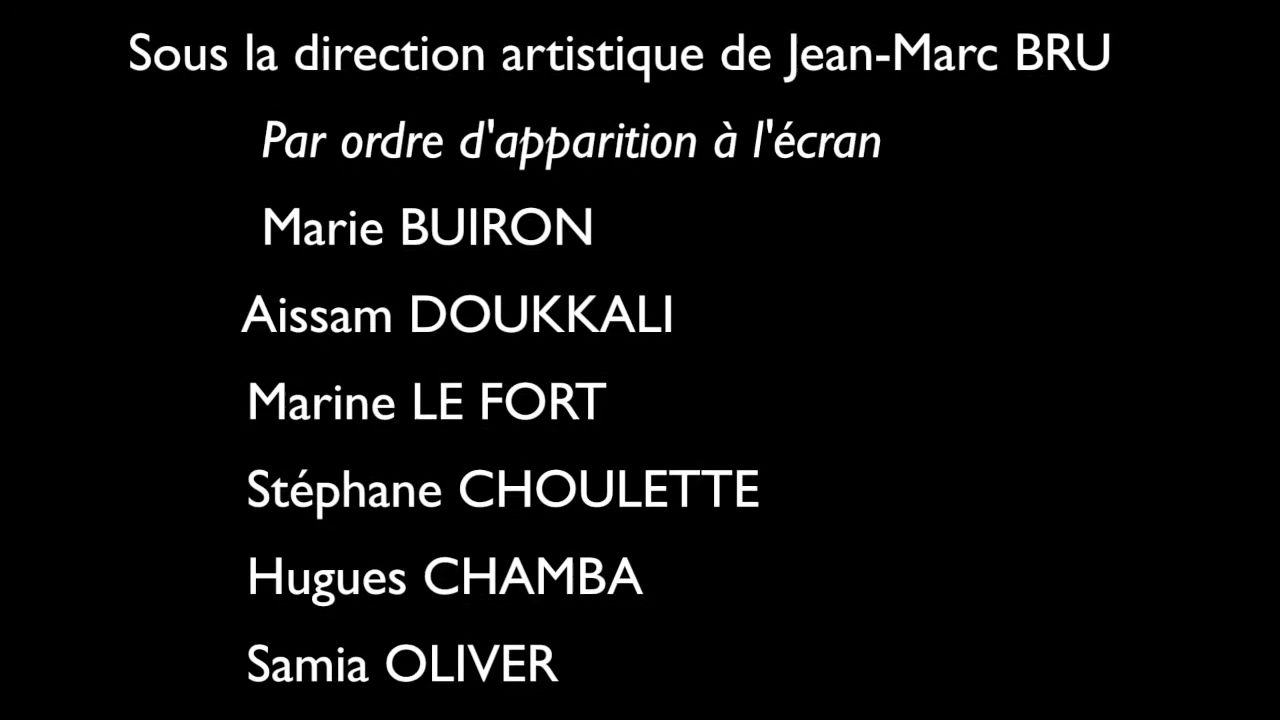 Sous la direction artistique de Jean-Marc BRU
Par ordre d'apparition à l'écran
Marie BUIRON
Aissam DOUKKALI
Marine LE FORT
Stéphane CHOULETTE
Hugues CHAMBA
Samia OLIVER